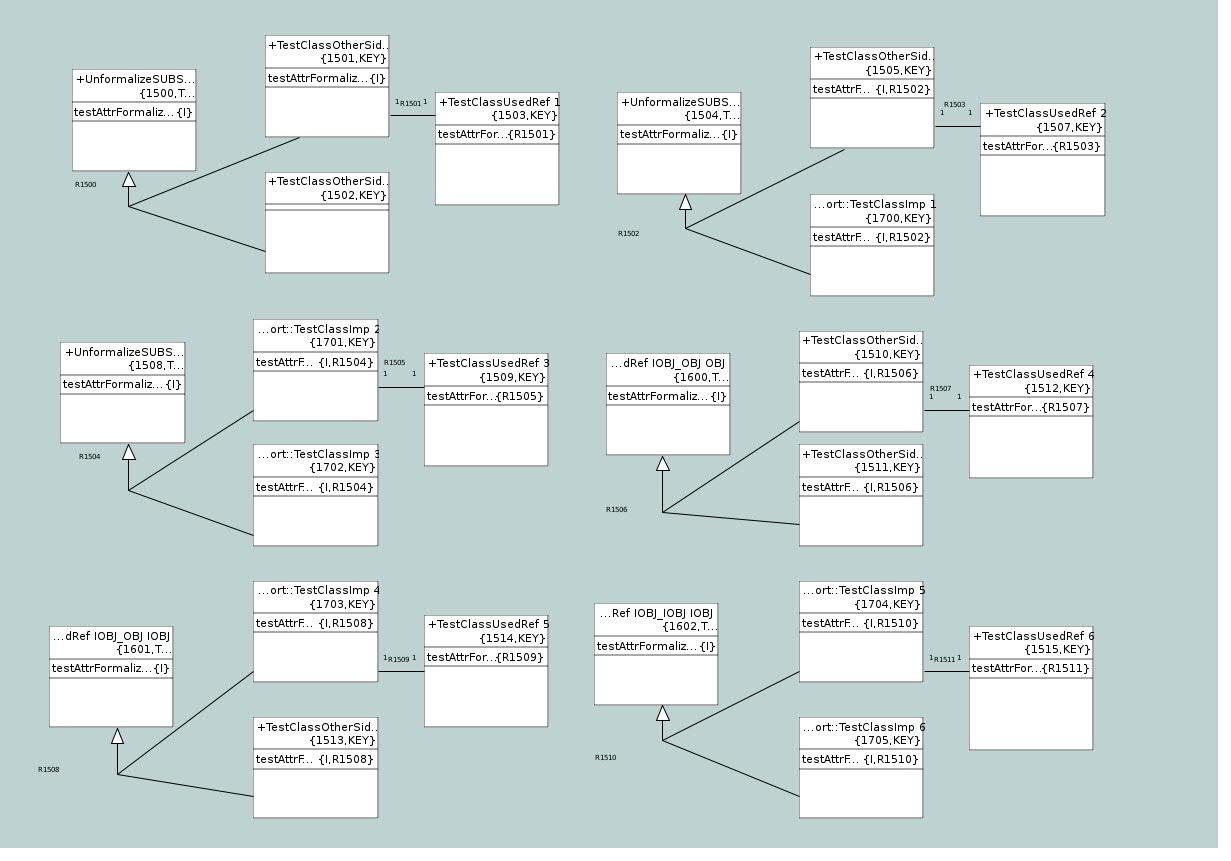 +UnformalizeSUBS...
{1500,T...
testAttrFormaliz... {I}
R1500
+TestClassOtherSid..
{1501,KEY}
testAttrFormaliz... {I}
1 R1501 1
+TestClassUsedRef 1
{1503,KEY}
testAttrFor...{R1501}
+TestClassOtherSid..
{1502,KEY}
+UnformalizeSUBS...
{1504,T...
testAttrFormaliz... {I}
R1502
+TestClassOtherSid..
{1505,KEY}
testAttrF... {I,R1502}
R1503
1 1
+TestClassUsedRef 2
{1507,KEY}
testAttrFor...{R1503}
...ort::TestClassImp 1
{1700,KEY}
testAttrF... {I,R1502}
+UnformalizeSUBS...
{1508,T...
testAttrFormaliz... {I}
R1504
...ort::TestClassImp 2
{1701,KEY}
testAttrF... {I,R1504}
R1505
1 1
+TestClassUsedRef 3
{1509,KEY}
testAttrFor...{R1505}
...ort::TestClassImp 3
{1702,KEY}
testAttrF... {I,R1504}
...dRef IOBJ_OBJ OBJ
{1600,T...
testAttrFormaliz... {I}
R1506
+TestClassOtherSid..
{1510,KEY}
testAttrF... {I,R1506}
R1507
1 1
+TestClassUsedRef 4
{1512,KEY}
testAttrFor...{R1507}
+TestClassOtherSid..
{1511,KEY}
testAttrF... {I,R1506}
...dRef IOBJ_OBJ IOBJ
{1601,T...
testAttrFormaliz... {I}
R1508
...ort::TestClassImp 4
{1703,KEY}
testAttrF... {I,R1508}
1 R1509 1
+TestClassUsedRef 5
{1514,KEY}
testAttrFor...{R1509}
+TestClassOtherSid..
{1513,KEY}
testAttrF... {I,R1508}
...Ref IOBJ_IOBJ IOBJ
{1602,T...
testAttrFormaliz... {I}
R1510
...ort::TestClassImp 5
{1704,KEY}
testAttrF... {I,R1510}
1 R1511 1
+TestClassUsedRef 6
{1515,KEY}
testAttrFor...{R1511}
...ort::TestClassImp 6
{1705,KEY}
testAttrF... {I,R1510}